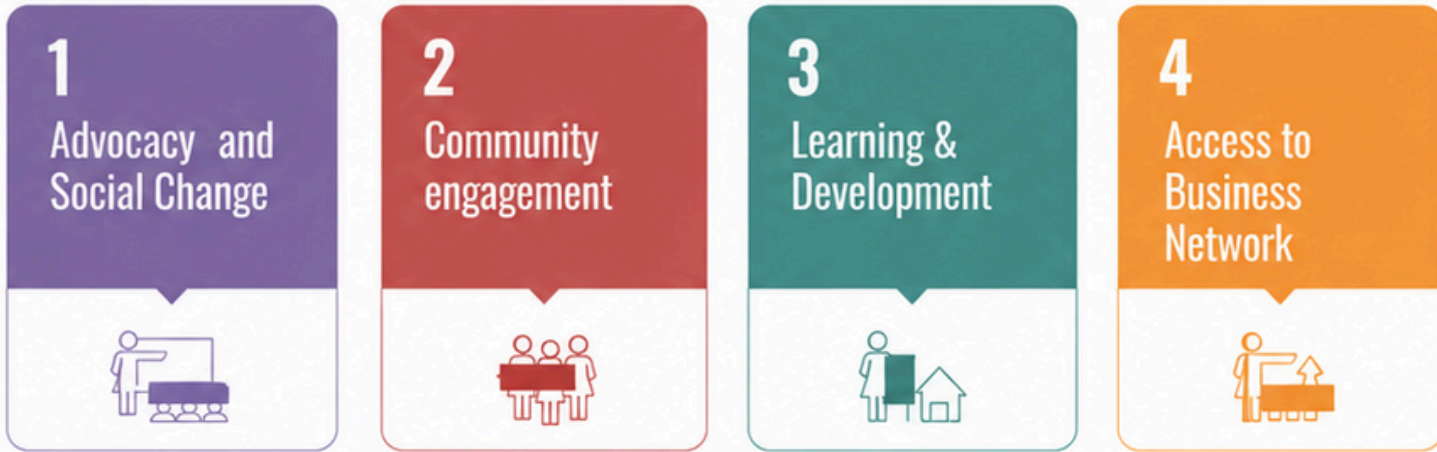 1
Advocacy and
Social Change
2
Community
engagement
3
Learning &
Development
4
Access to
Business
Network